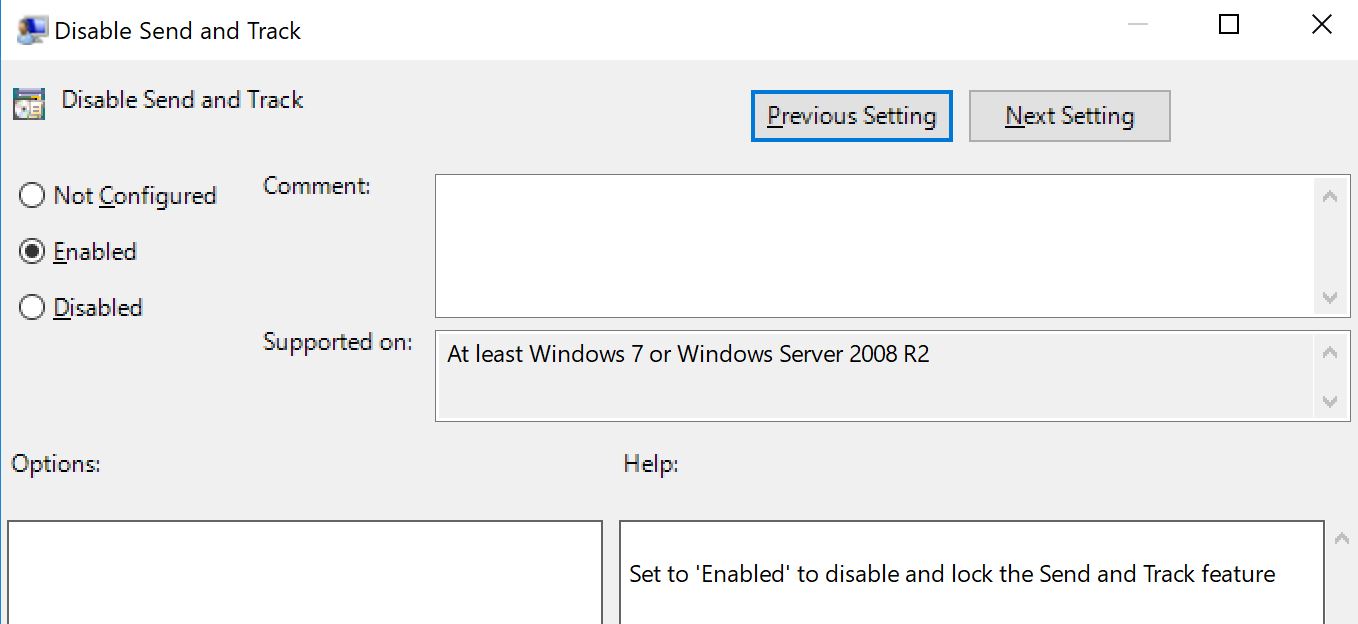 Disable Send and Track
Disable Send and Track
Previous Setting
Next Setting
Not Configured
Comment:
Enabled
Disabled
Supported on:
At least Windows 7 or Windows Server 2008 R2
Options:
Help:
Set to 'Enabled' to disable and lock the Send and Track feature